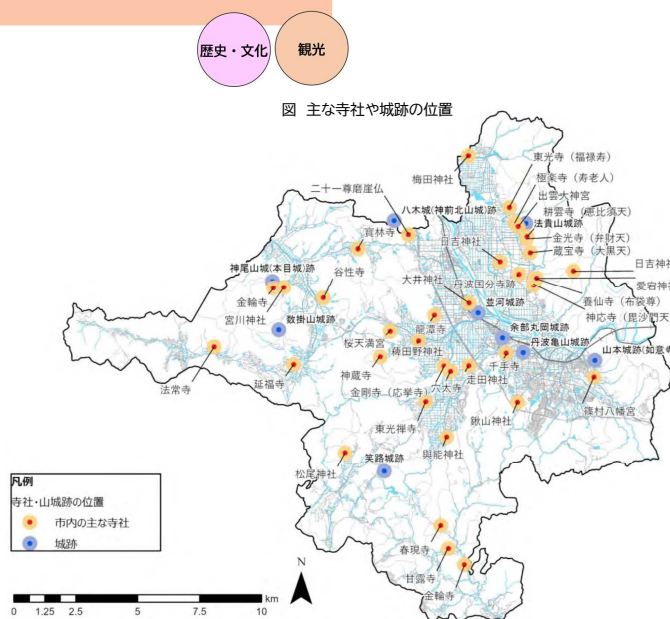 歴史・文化
観光
図 主な寺社や城跡の位置
東光寺（福禄寿）
極楽寺（寿老人）
梅田神社
出雲大神宮
二十一尊磨崖仏
耕雲寺（恵比須天）
八木城(神前北山城)跡
法貴山城跡
寶林寺
日吉神社
金光寺（弁財天）
蔵宝寺（大黒天）
神尾山城(本目城)跡
谷性寺
大井神社
丹波国分寺跡
日吉神社
愛宕神社
金輪寺
並河城跡
養仙寺（布袋尊）
宮川神社
数掛山城跡
神応寺（毘沙門天）
龍潭寺
余部丸岡城跡
桜天満宮
丹波亀山城跡
薭田野神社
山本城跡(如意寺
神蔵寺
千手寺
法常寺
延福寺
走田神社
金剛寺（応挙寺）
穴太寺
篠村八幡宮
鍬山神社
東光禅寺
與能神社
笑路城跡
松尾神社
凡例
寺社・山城跡の位置
市内の主な寺社
城跡
春現寺
甘露寺
金輪寺
N
km
0 1.25 2.5 5 7.5 10